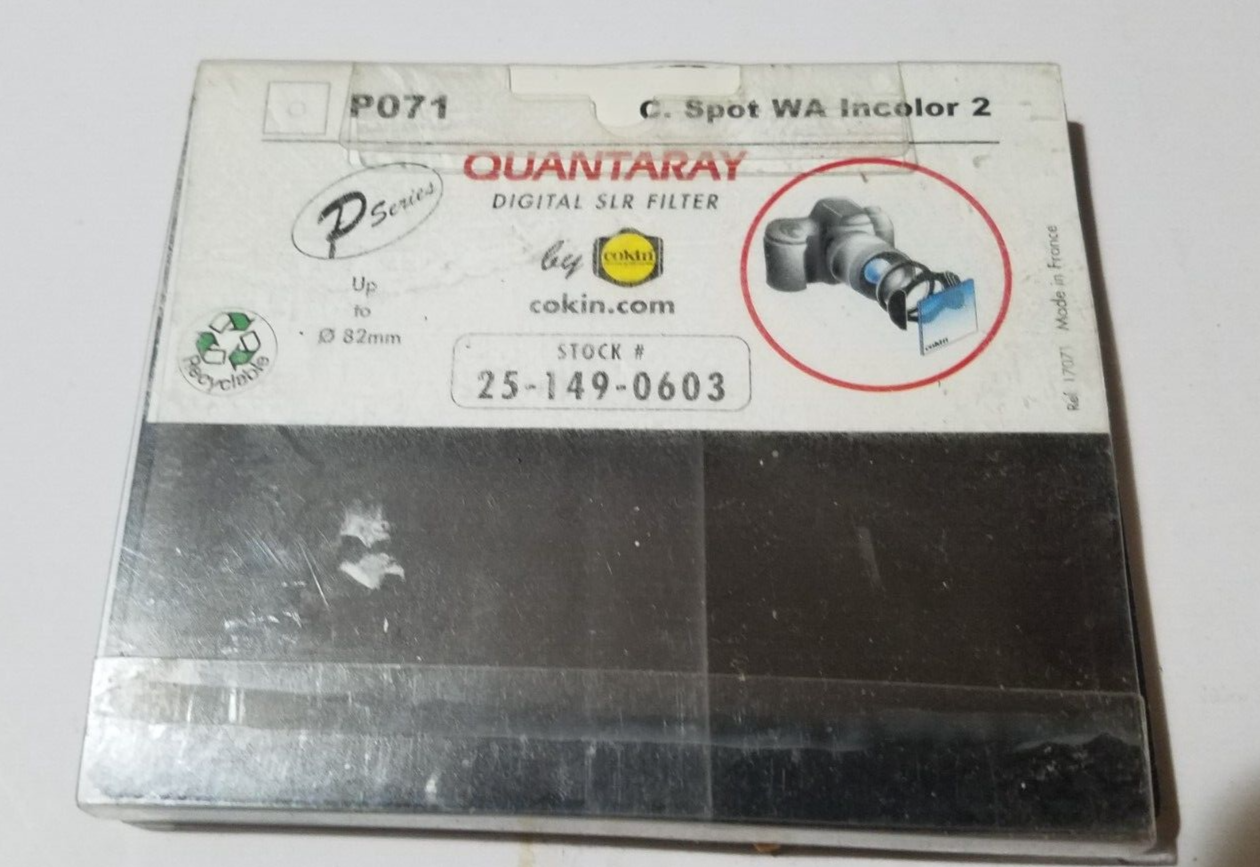 P071
C. Spot WA Incolor 2
QUANTARAY
DIGITAL SLR FILTER
P Series
by cokin
cokin.com
Up
to
Ø 82mm
Recyclable
STOCK #
25-149-0603
cokin
Ref 17071 Made in France